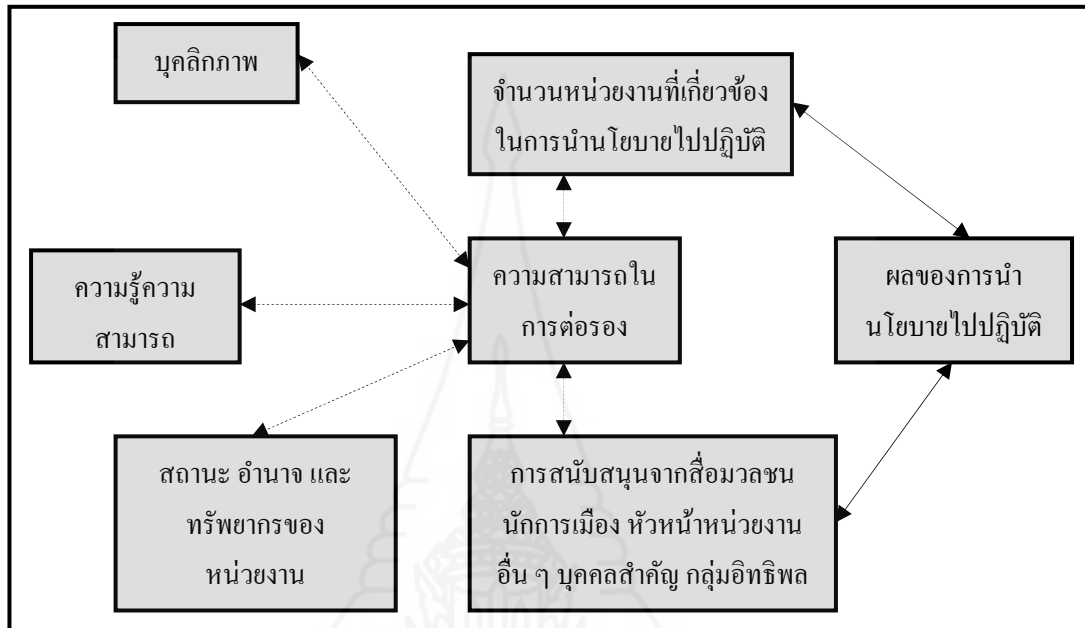 บุคลิกภาพ
จำนวนหน่วยงานที่เกี่ยวข้อง
ในการนำนโยบายไปปฏิบัติ
ความรู้ความ
สามารถ
ความสามารถใน
การต่อรอง
ผลของการนำ
นโยบายไปปฏิบัติ
สถานะ อำนาจ และ
ทรัพยากรของ
หน่วยงาน
การสนับสนุนจากสื่อมวลชน
นักการเมือง หัวหน้าหน่วยงาน
อื่น ๆ บุคคลสำคัญ กลุ่มอิทธิพล